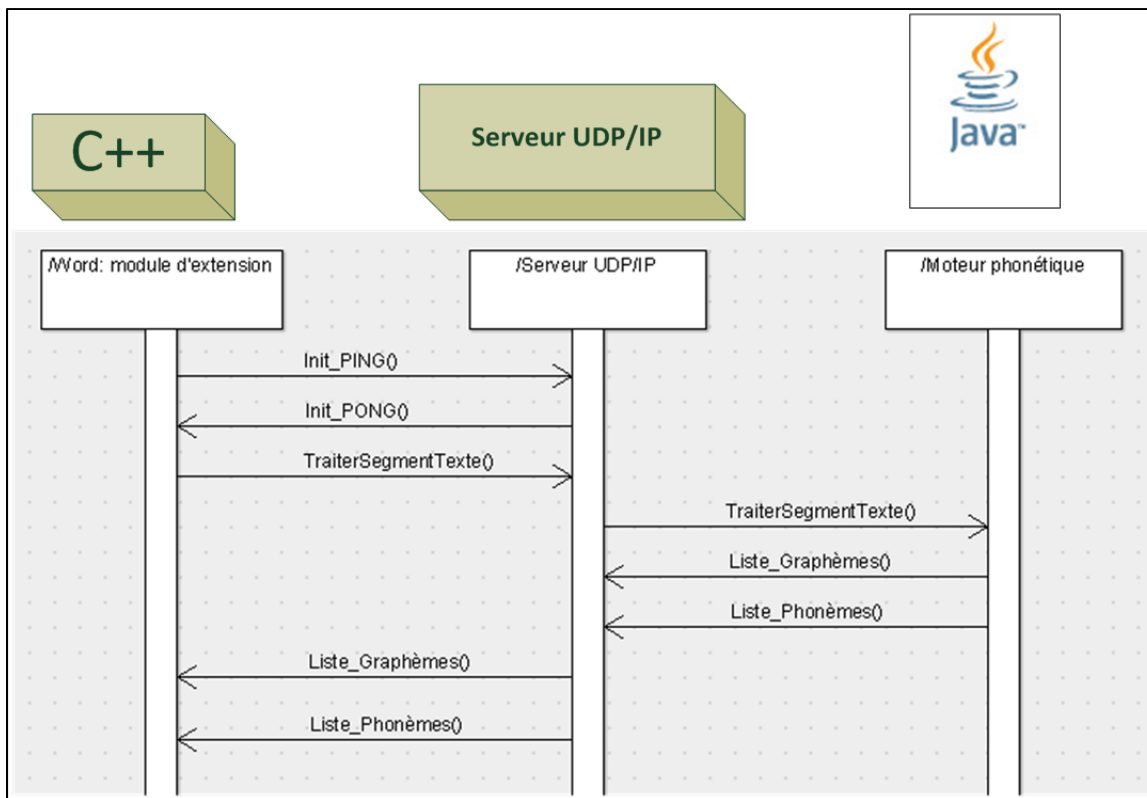 C++
Serveur UDP/IP
Java™
/Word: module d'extension
/Serveur UDP/IP
/Moteur phonétique
Init_PING()
Init_PONG()
TraiterSegmentTexte()
TraiterSegmentTexte()
Liste_Graphèmes()
Liste_Phonèmes()
Liste_Graphèmes()
Liste_Phonèmes()